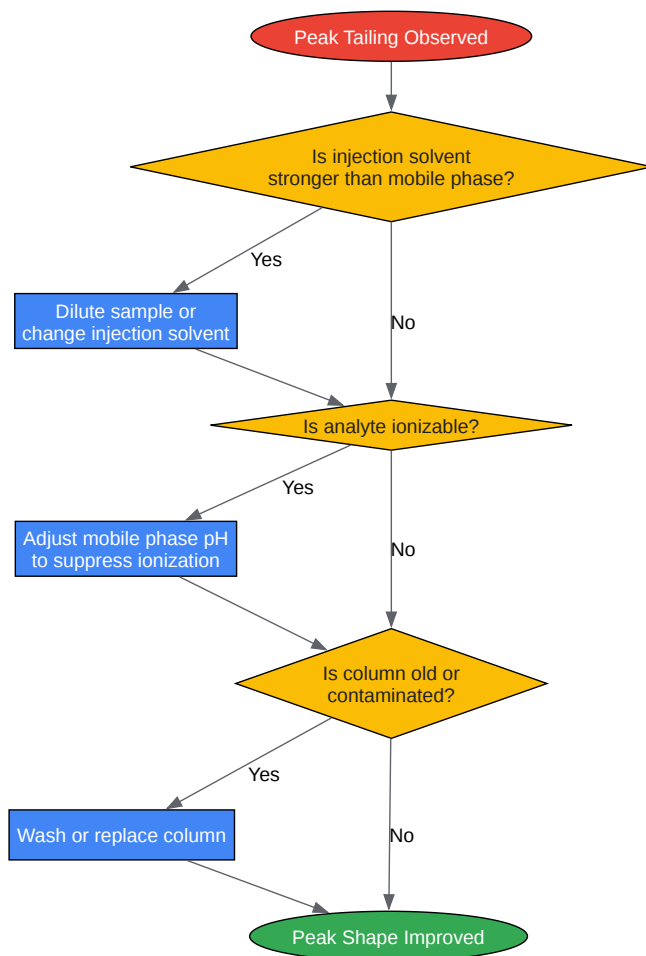 Peak Tailing Observed
Is injection solvent
stronger than mobile phase?
Yes
Dilute sample or
change injection solvent
No
Is analyte ionizable?
Yes
Adjust mobile phase pH
to suppress ionization
No
Is column old or
contaminated?
Yes
Wash or replace column
No
Peak Shape Improved